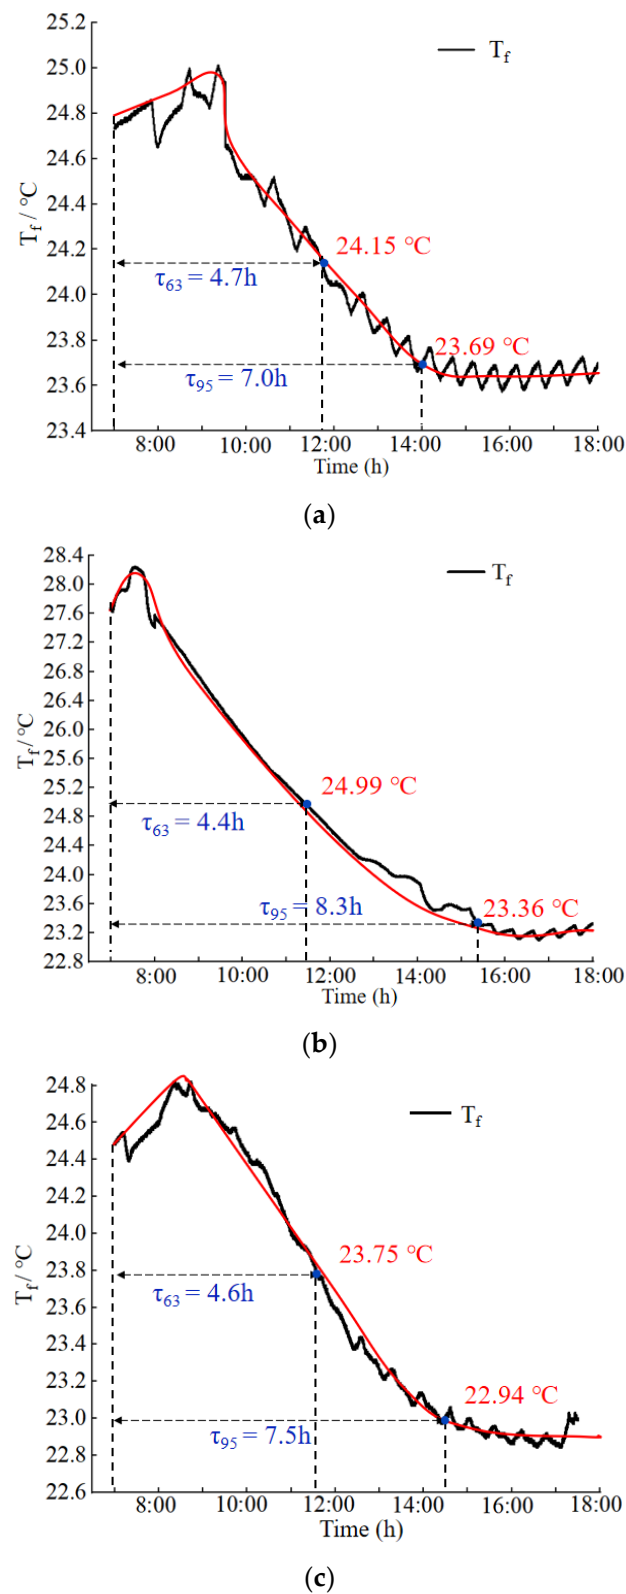 25.2
T_f
25.0
24.8
24.6
24.4
24.2
24.0
23.8
23.6
23.4
T_f / °C
24.15 °C
τ63 = 4.7h
23.69 °C
τ95 = 7.0h
8:00 10:00 12:00 14:00 16:00 18:00
Time (h)
(a)
28.4
T_f
28.0
27.6
27.2
26.8
26.4
26.0
25.6
25.2
24.8
24.4
24.0
23.6
23.2
22.8
T_f / °C
24.99 °C
τ63 = 4.4h
τ95 = 8.3h
23.36 °C
8:00 10:00 12:00 14:00 16:00 18:00
Time (h)
(b)
24.8
T_f
24.6
24.4
24.2
24.0
23.8
23.6
23.4
23.2
23.0
22.8
22.6
T_f / °C
23.75 °C
τ63 = 4.6h
22.94 °C
τ95 = 7.5h
8:00 10:00 12:00 14:00 16:00 18:00
Time (h)
(c)